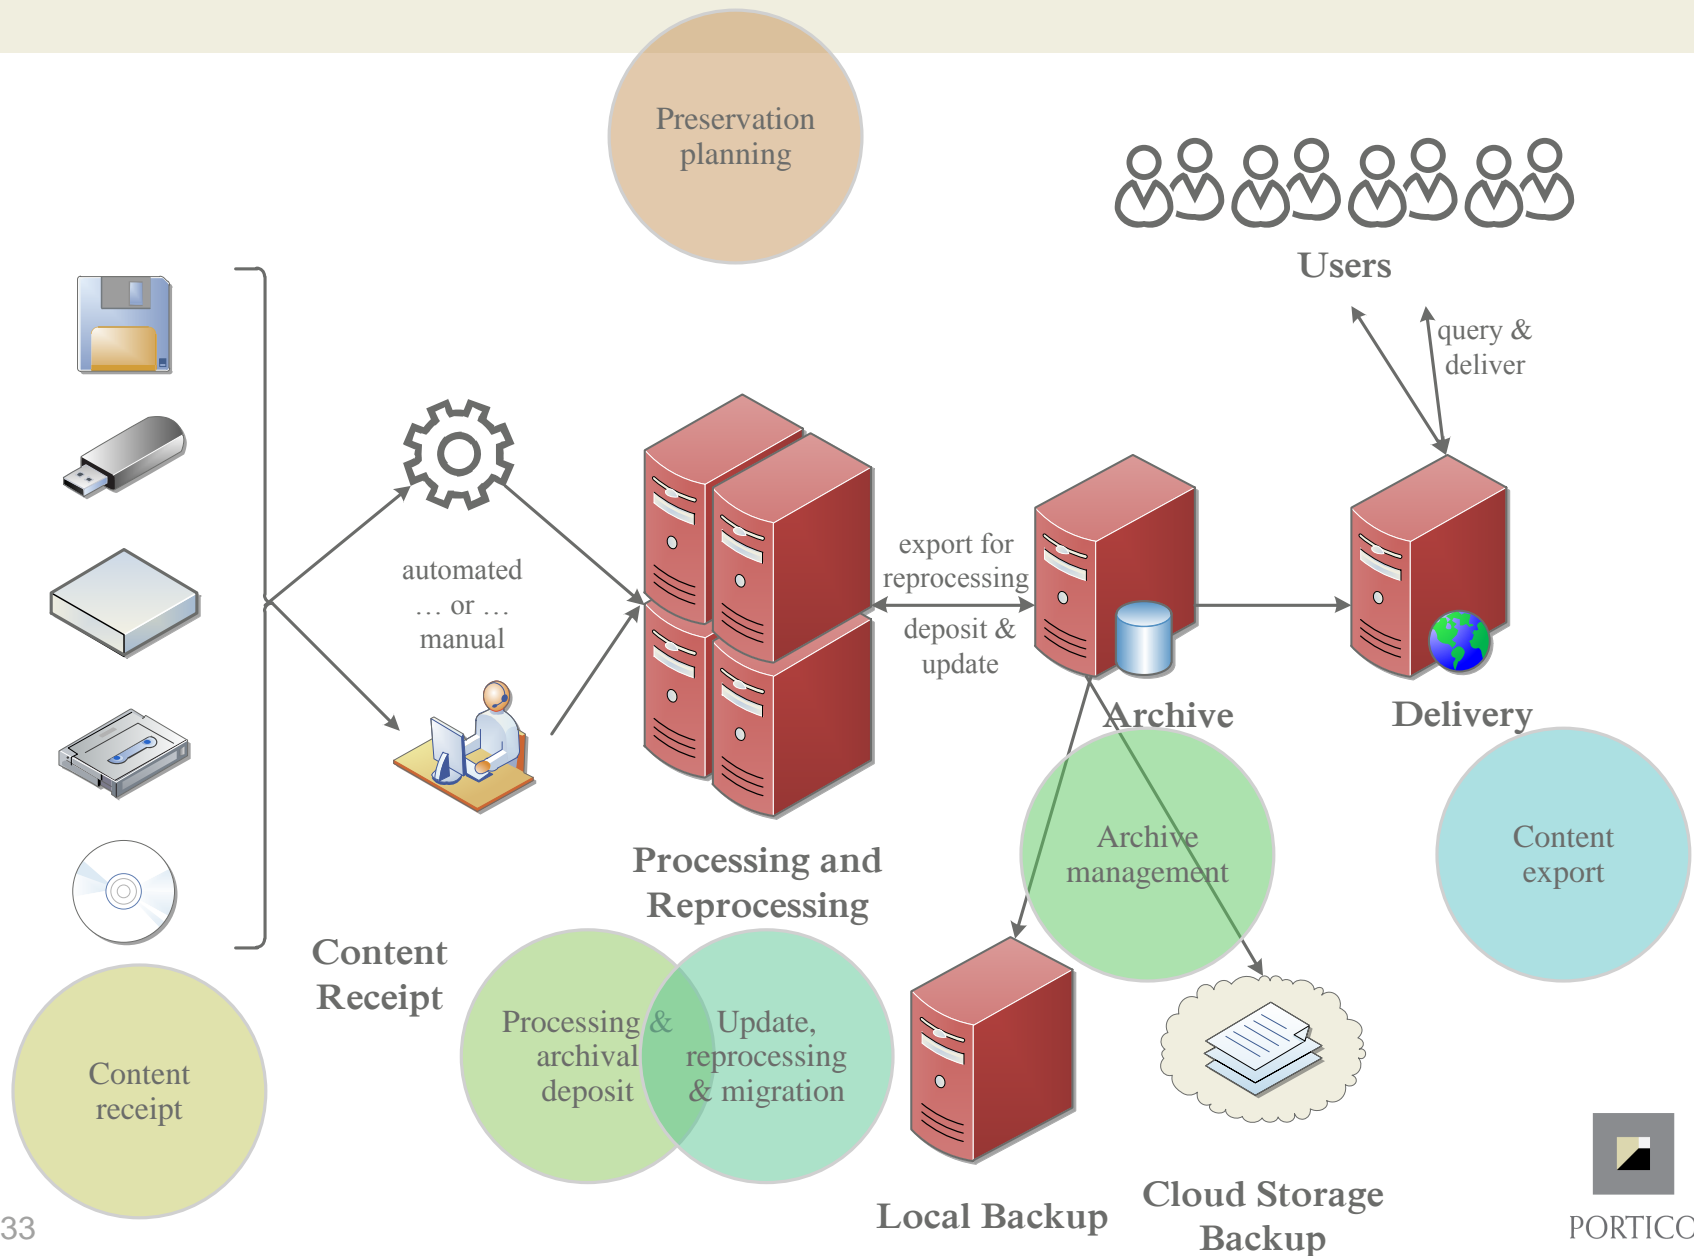 Preservation
planning
Users
query &
deliver
automated
… or …
manual
export for
reprocessing
deposit &
update
Archive
Delivery
Archive
management
Content
export
Processing and
Reprocessing
Content
Receipt
Processing &
archival
deposit
Update,
reprocessing
& migration
Content
receipt
Local Backup
Cloud Storage
Backup
33
PORTICO